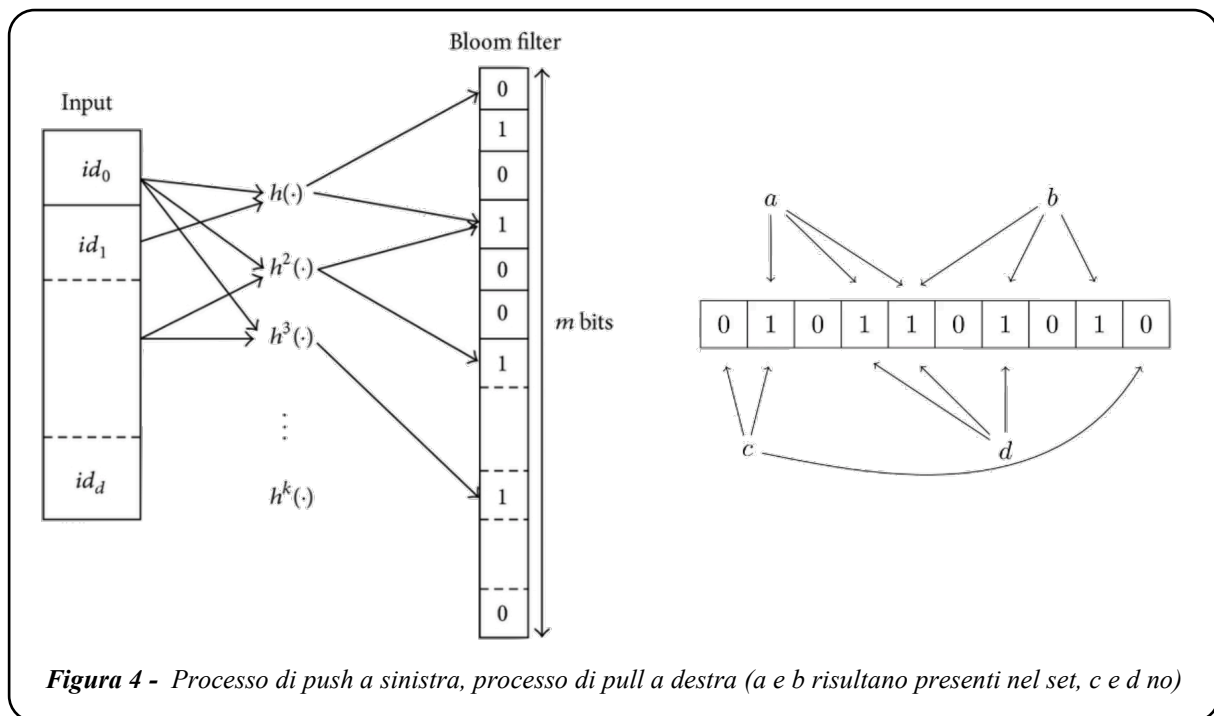 Bloom filter
Input
0
1
0
1
0
0
1
1
0
id₀
id₁
id_d
h(·)
h²(·)
h³(·)
⋮
hᵏ(·)
m bits
a b
0 1 0 1 1 0 1 0 1 0
c d
Figura 4 - Processo di push a sinistra, processo di pull a destra (a e b risultano presenti nel set, c e d no)